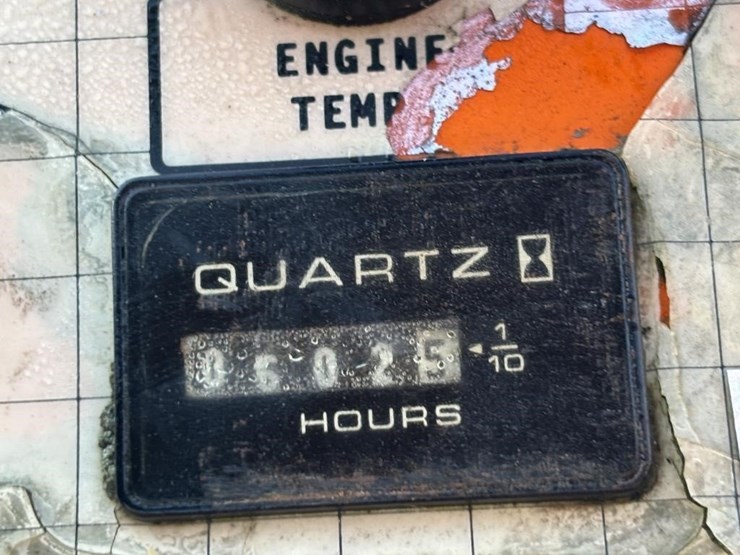 ENGINE
TEMP
QUARTZ
1
10
HOURS